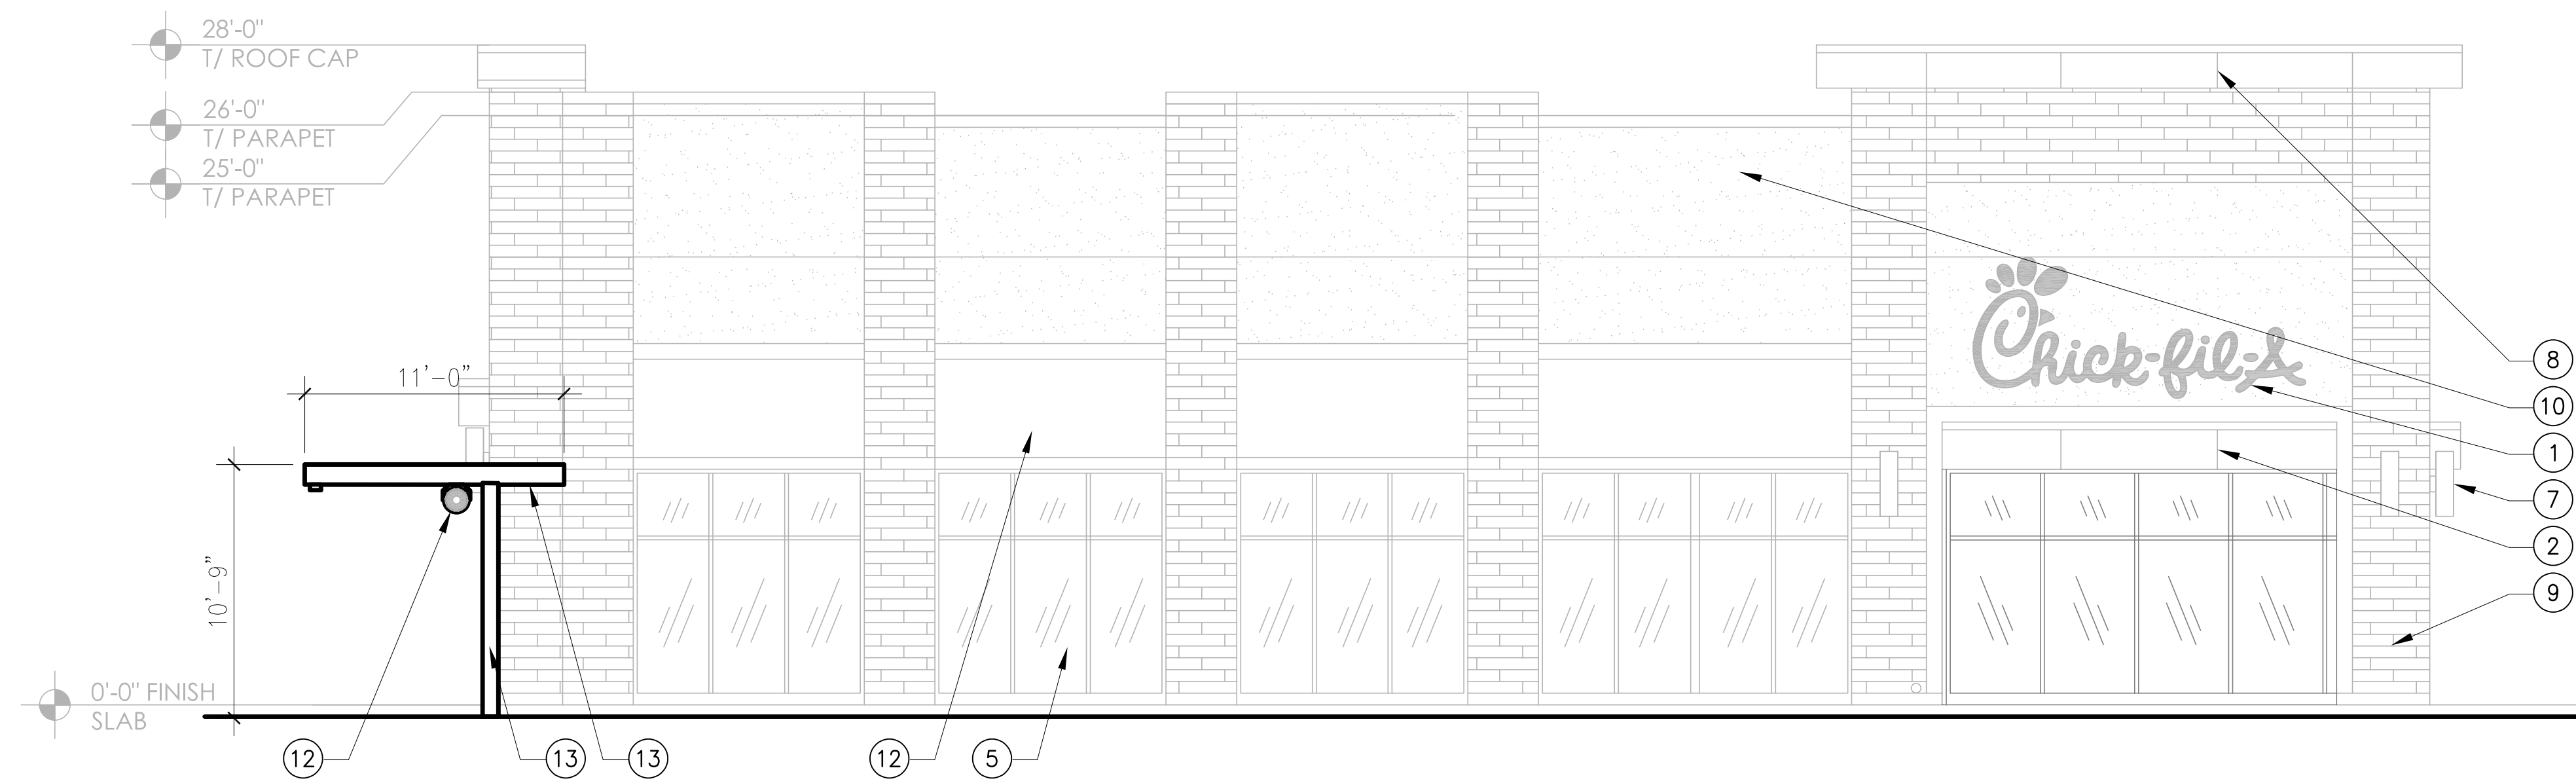 28'-0"
T/ ROOF CAP
26'-0"
T/ PARAPET
25'-0"
T/ PARAPET
11'-0"
Chick-fil-A
8
10
1
7
2
9
10'-9"
0'-0" FINISH
SLAB
12
13
13
12
5